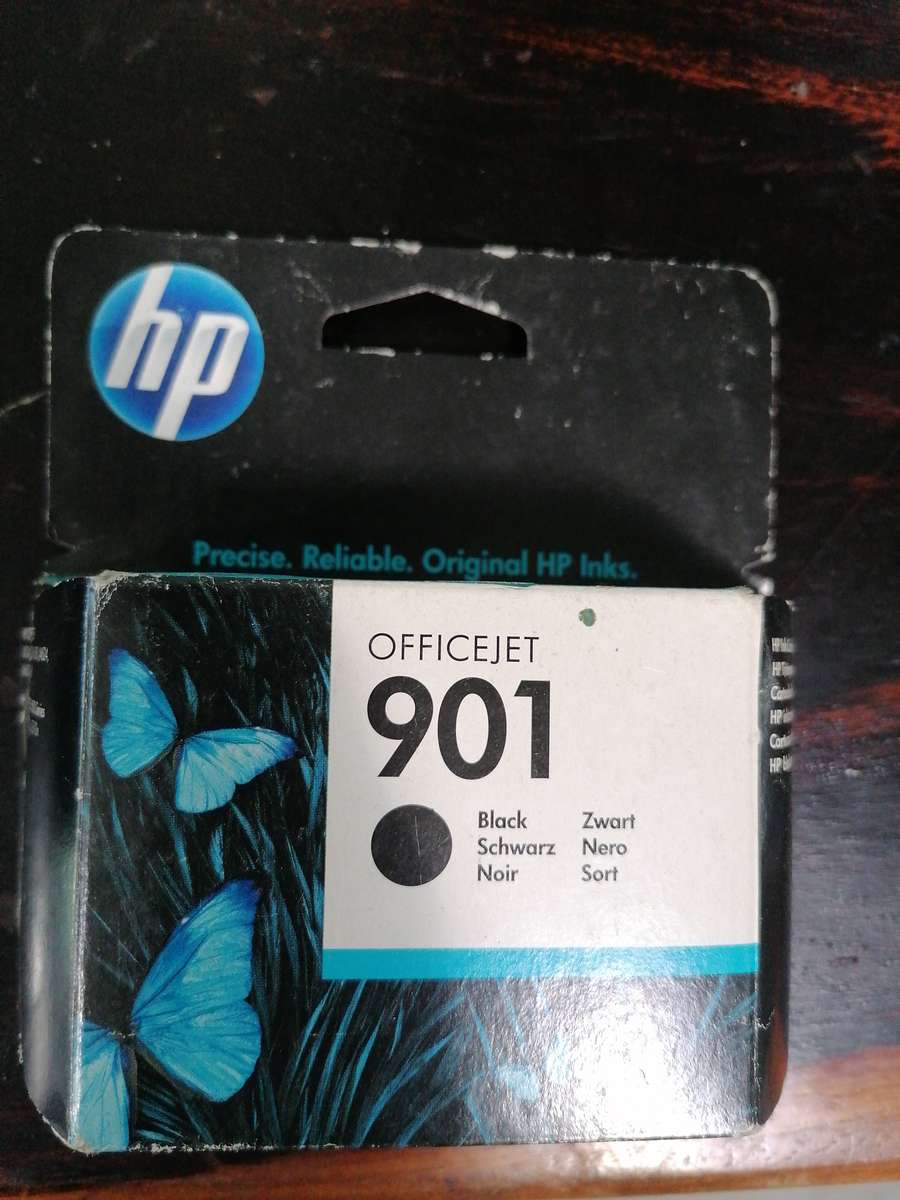 hp
Precise. Reliable. Original HP Inks.
OFFICEJET
901
Black Zwart
Schwarz Nero
Noir Sort